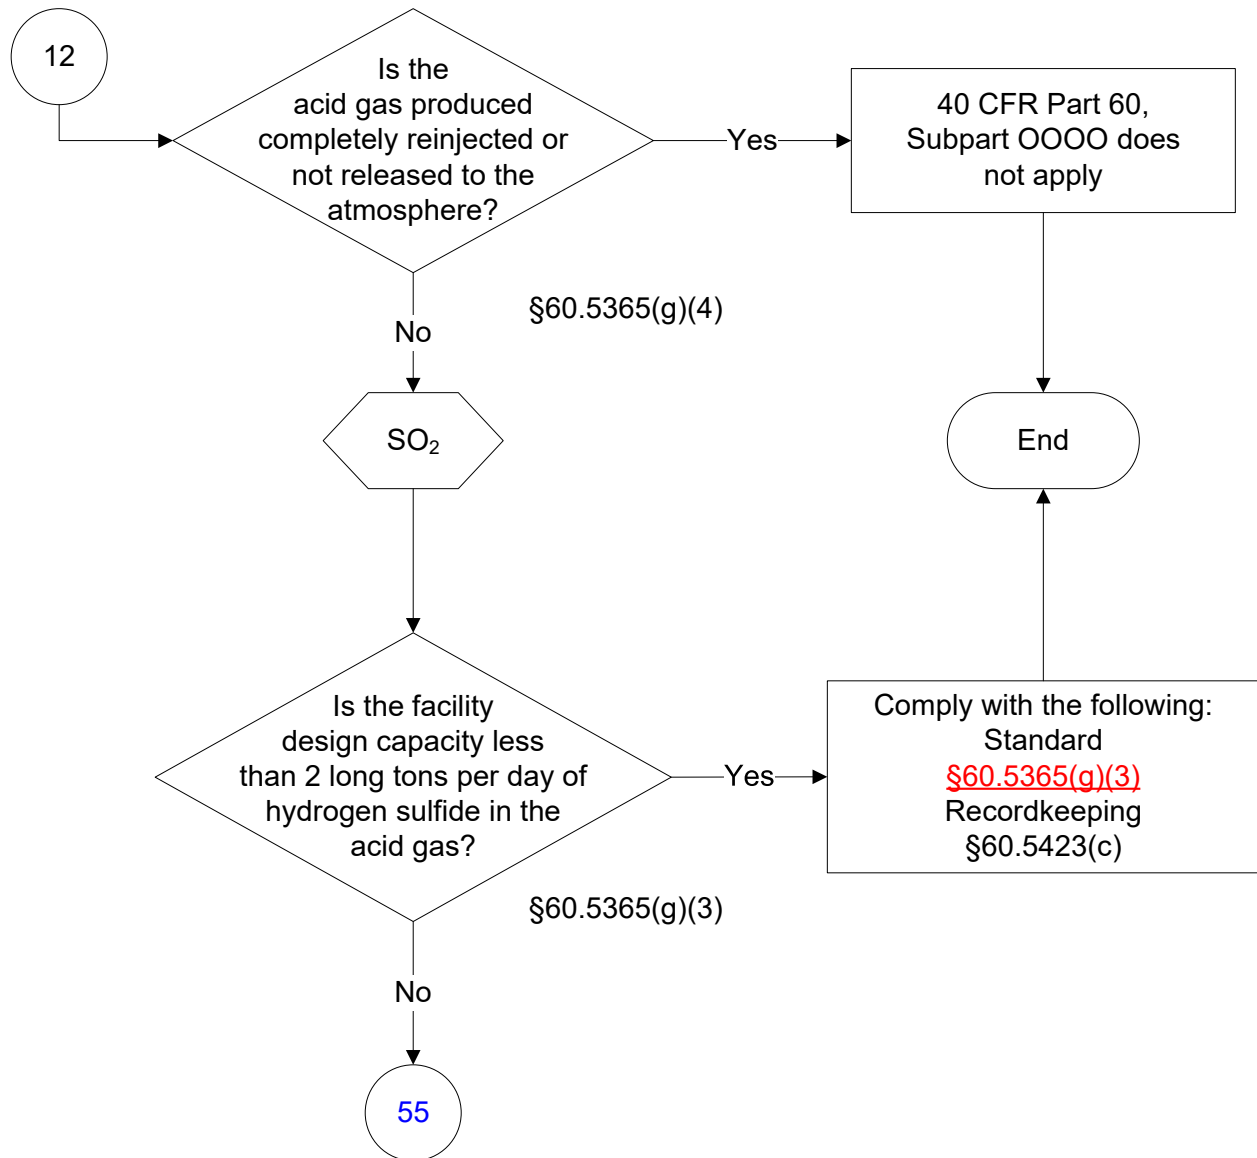 12
Is the
acid gas produced
completely reinjected or
not released to the
atmosphere?
Yes
40 CFR Part 60,
Subpart OOOO does
not apply
§60.5365(g)(4)
No
SO₂
End
Is the facility
design capacity less
than 2 long tons per day of
hydrogen sulfide in the
acid gas?
Yes
Comply with the following:
Standard
§60.5365(g)(3)
Recordkeeping
§60.5423(c)
§60.5365(g)(3)
No
55